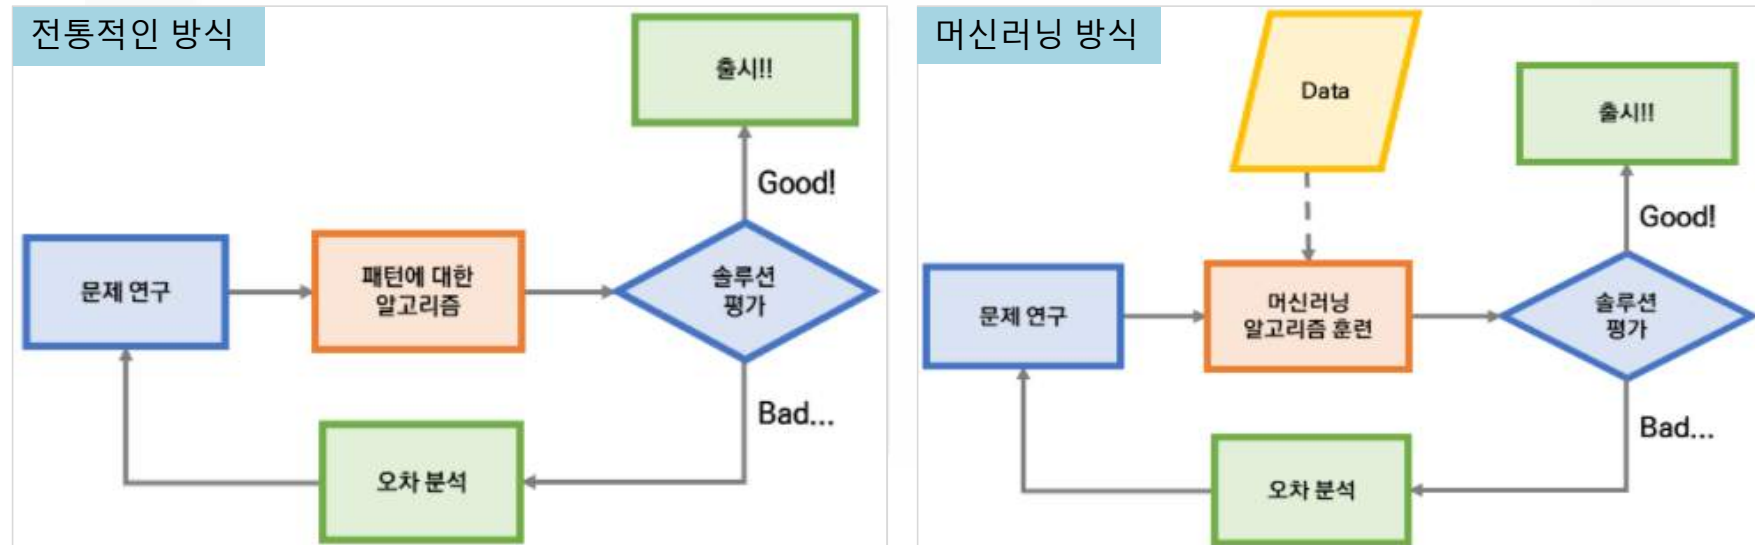 전통적인 방식
출시!!
Good!
문제 연구
패턴에 대한
알고리즘
솔루션
평가
Bad...
오차 분석
머신러닝 방식
Data
출시!!
Good!
문제 연구
머신러닝
알고리즘 훈련
솔루션
평가
Bad...
오차 분석